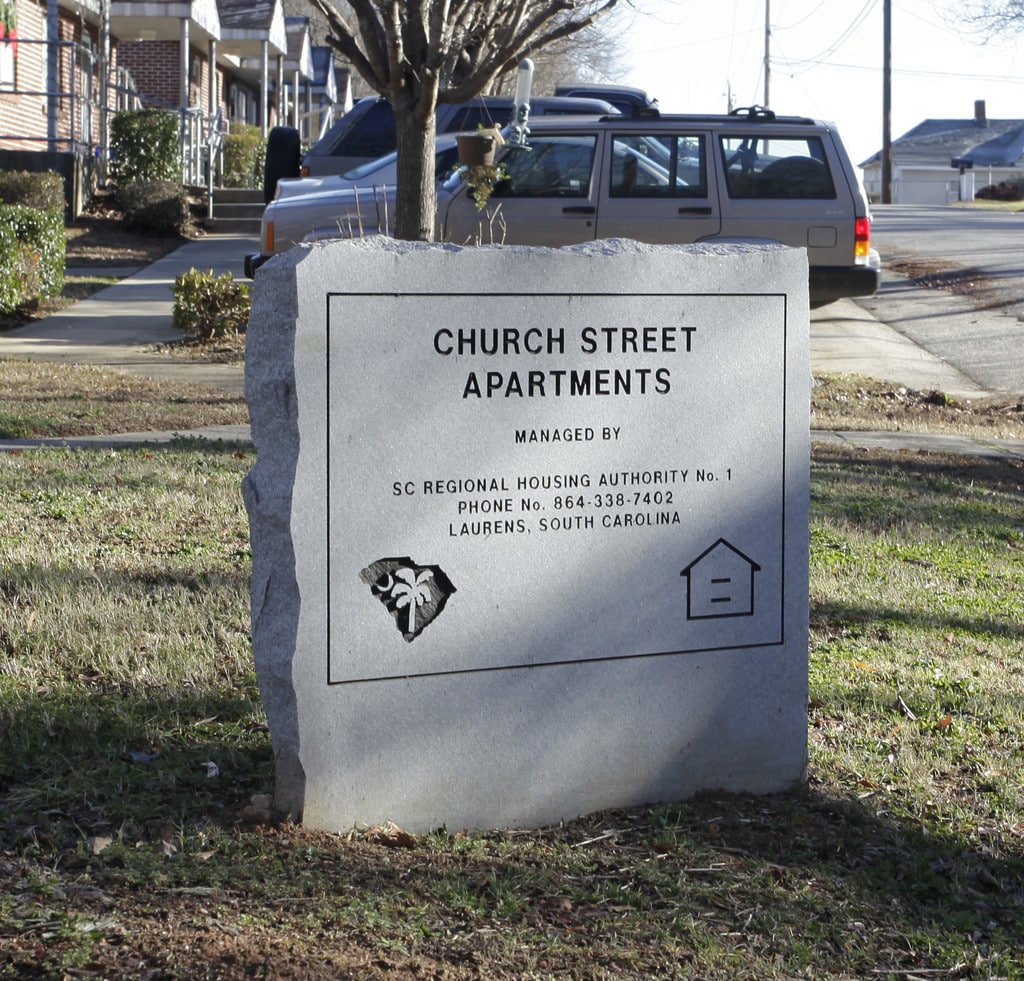 CHURCH STREET
APARTMENTS
MANAGED BY
SC REGIONAL HOUSING AUTHORITY No. 1
PHONE No. 864-338-7402
LAURENS, SOUTH CAROLINA